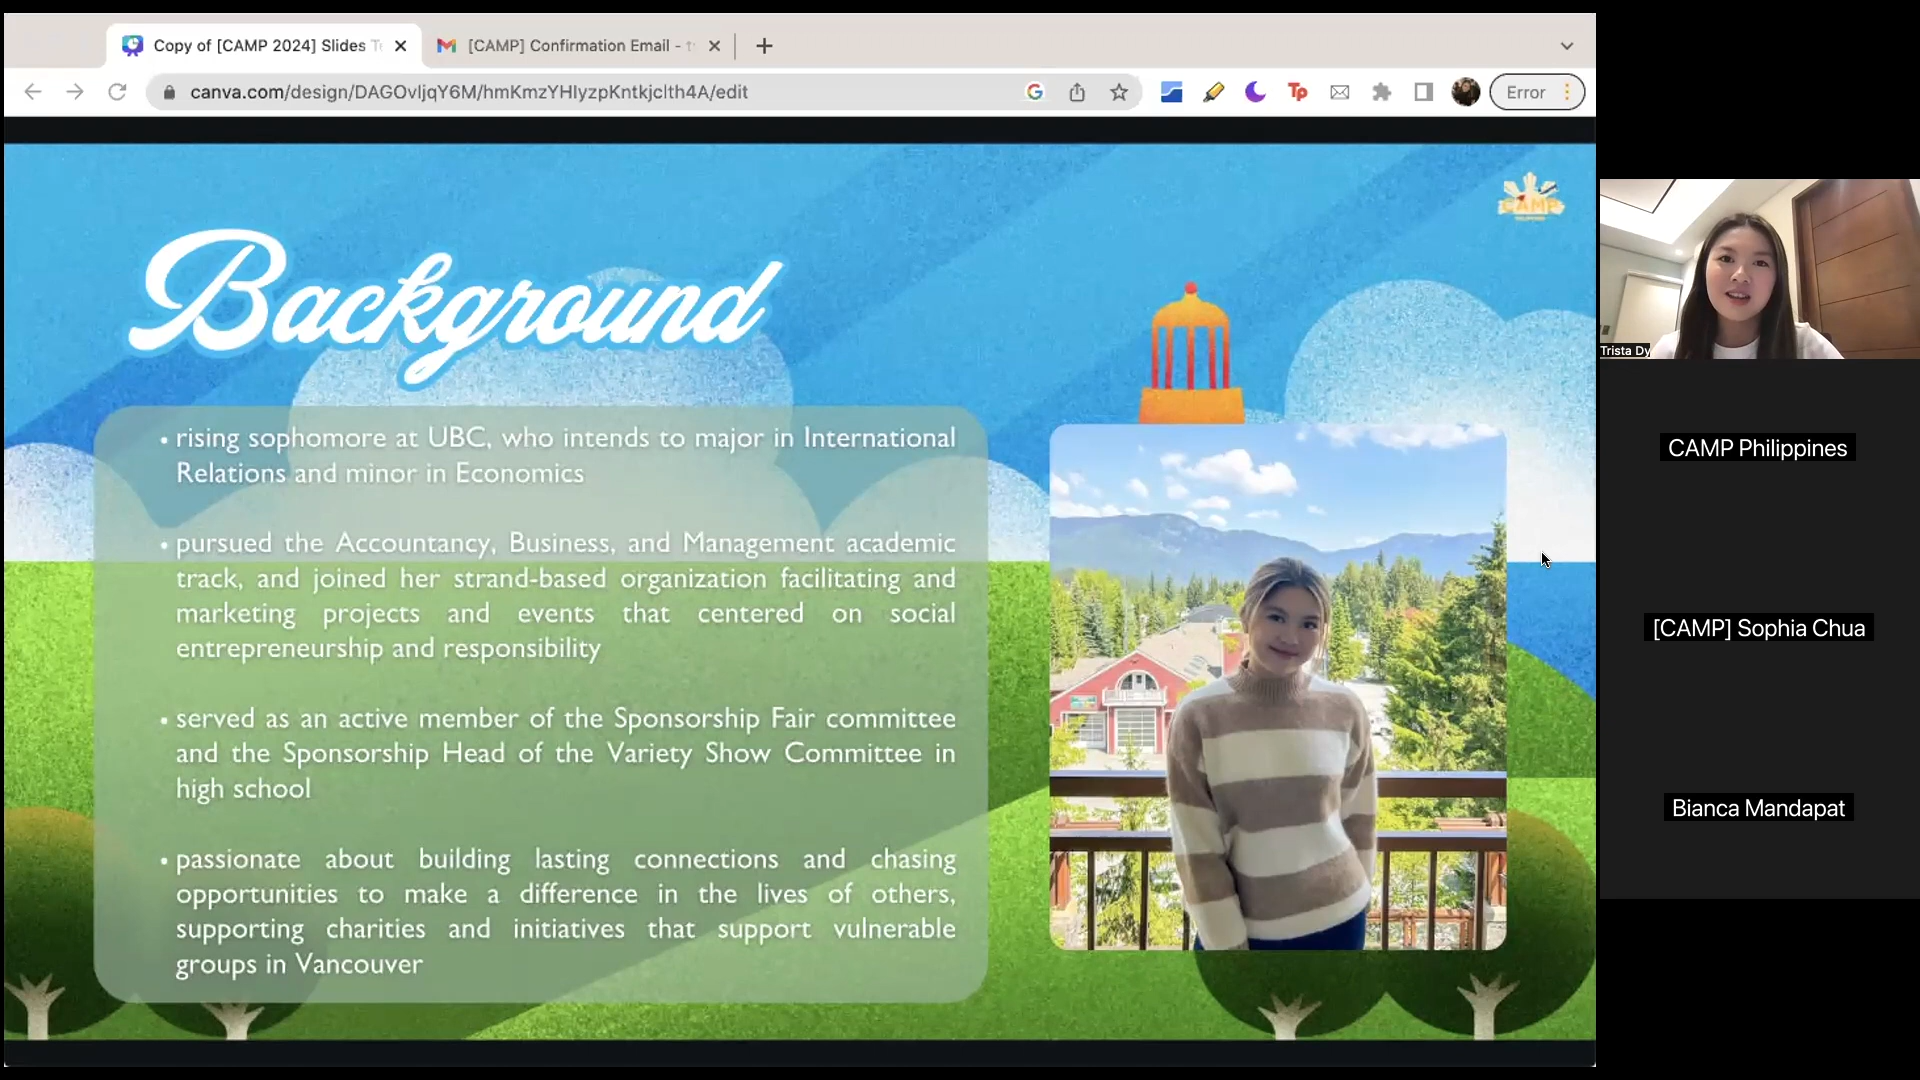 Copy of [CAMP 2024] Slides
[CAMP] Confirmation Email -
canva.com/design/DAGOvljqY6M/hmKmzYHIyzpKntkjclth4A/edit
Tp
Error
CAMP
Background
• rising sophomore at UBC, who intends to major in International
Relations and minor in Economics
• pursued the Accountancy, Business, and Management academic
track, and joined her strand-based organization facilitating and
marketing projects and events that centered on social
entrepreneurship and responsibility
• served as an active member of the Sponsorship Fair committee
and the Sponsorship Head of the Variety Show Committee in
high school
• passionate about building lasting connections and chasing
opportunities to make a difference in the lives of others,
supporting charities and initiatives that support vulnerable
groups in Vancouver
Trista Dy
CAMP Philippines
[CAMP] Sophia Chua
Bianca Mandapat